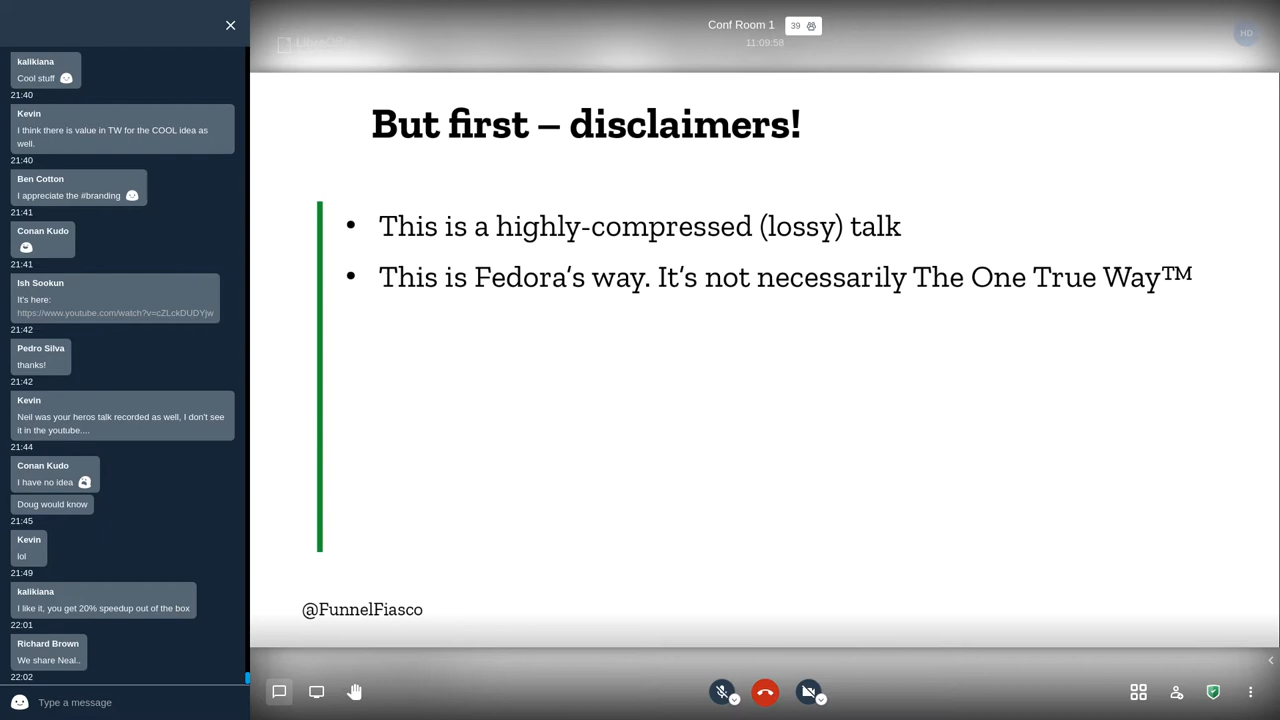 kalikiana
Cool stuff
21:40
Kevin
I think there is value in TW for the COOL idea as
well.
21:40
Ben Cotton
I appreciate the #branding
21:41
Conan Kudo
21:41
Ish Sookun
It's here:
https://www.youtube.com/watch?v=cZLckDUDYjw
21:42
Pedro Silva
thanks!
21:42
Kevin
Neil was your heros talk recorded as well, I don't see
it in the youtube....
21:44
Conan Kudo
I have no idea
Doug would know
21:45
Kevin
lol
21:49
kalikiana
I like it, you get 20% speedup out of the box
22:01
Richard Brown
We share Neal..
22:02
Type a message
Conf Room 1
39
11:09:58
HD
But first – disclaimers!
• This is a highly-compressed (lossy) talk
• This is Fedora's way. It's not necessarily The One True Way™
@FunnelFiasco